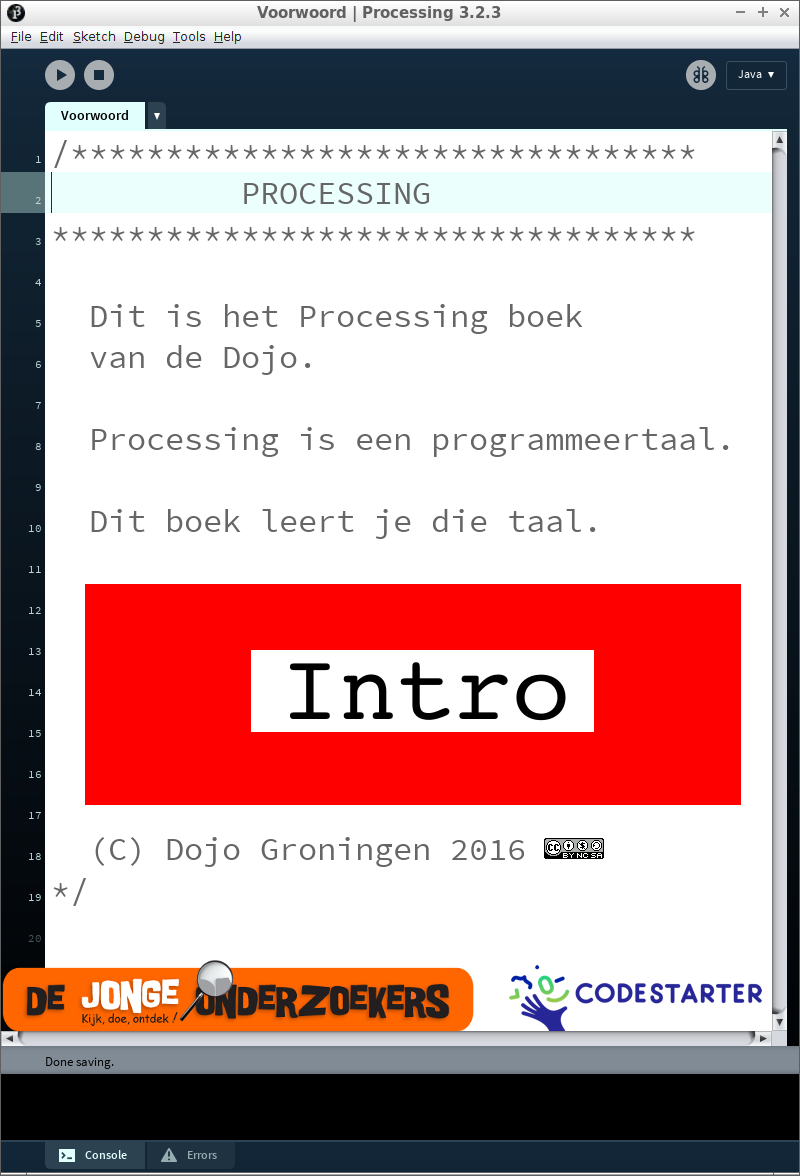 Voorwoord | Processing 3.2.3
File Edit Sketch Debug Tools Help
Java ▼
Voorwoord ▼
1 /*********************************
2 PROCESSING
3 **********************************
4
5 Dit is het Processing boek
6 van de Dojo.
7
8 Processing is een programmeertaal.
9
10 Dit boek leert je die taal.
11
12
13
14 Intro
15
16
17
18 (C) Dojo Groningen 2016 CC BY NC SA
19 */
20
DE JONGE ONDERZOEKERS
Kijk, doe, ontdek!
CODESTARTER
Done saving.
Console Errors